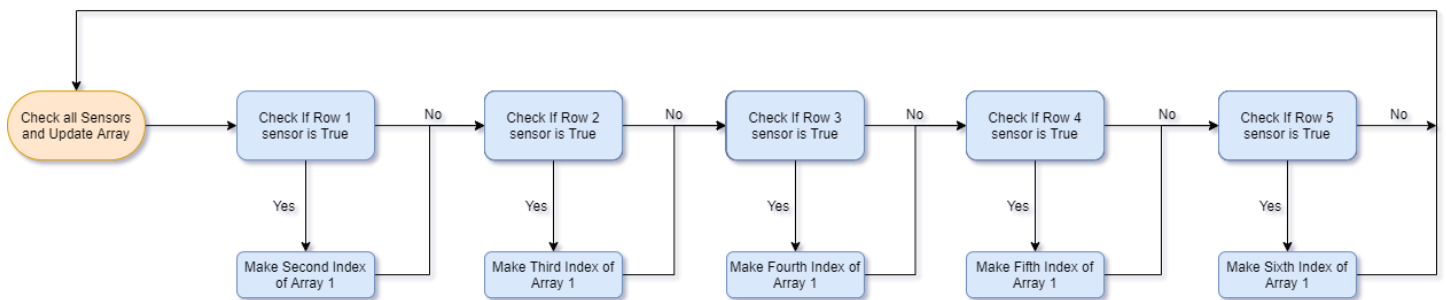 Check all Sensors
and Update Array
Check If Row 1
sensor is True
No
Check If Row 2
sensor is True
No
Check If Row 3
sensor is True
No
Check If Row 4
sensor is True
No
Check If Row 5
sensor is True
No
Yes
Yes
Yes
Yes
Yes
Make Second Index
of Array 1
Make Third Index of
Array 1
Make Fourth Index of
Array 1
Make Fifth Index of
Array 1
Make Sixth Index of
Array 1